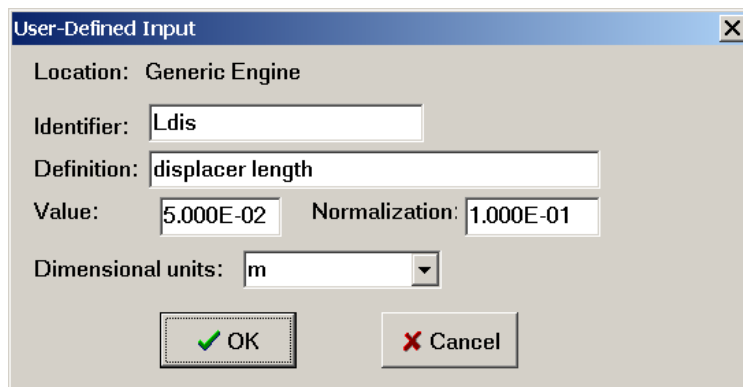 User-Defined Input
Location: Generic Engine
Identifier: Ldis
Definition: displacer length
Value: 5.000E-02 Normalization: 1.000E-01
Dimensional units: m
OK Cancel